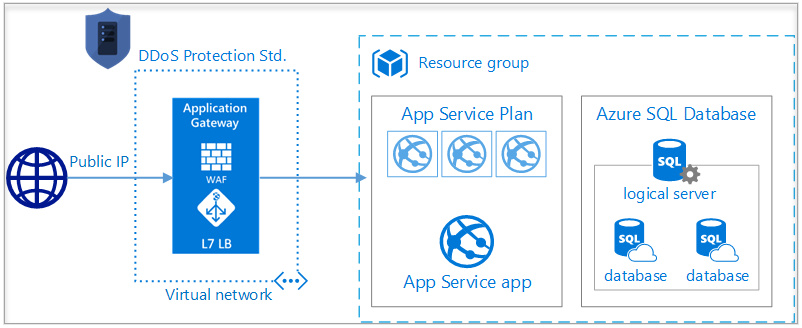 DDoS Protection Std.
Resource group
Application
Gateway
WAF
L7 LB
Public IP
Virtual network
App Service Plan
App Service app
Azure SQL Database
SQL
logical server
SQL
SQL
database
database